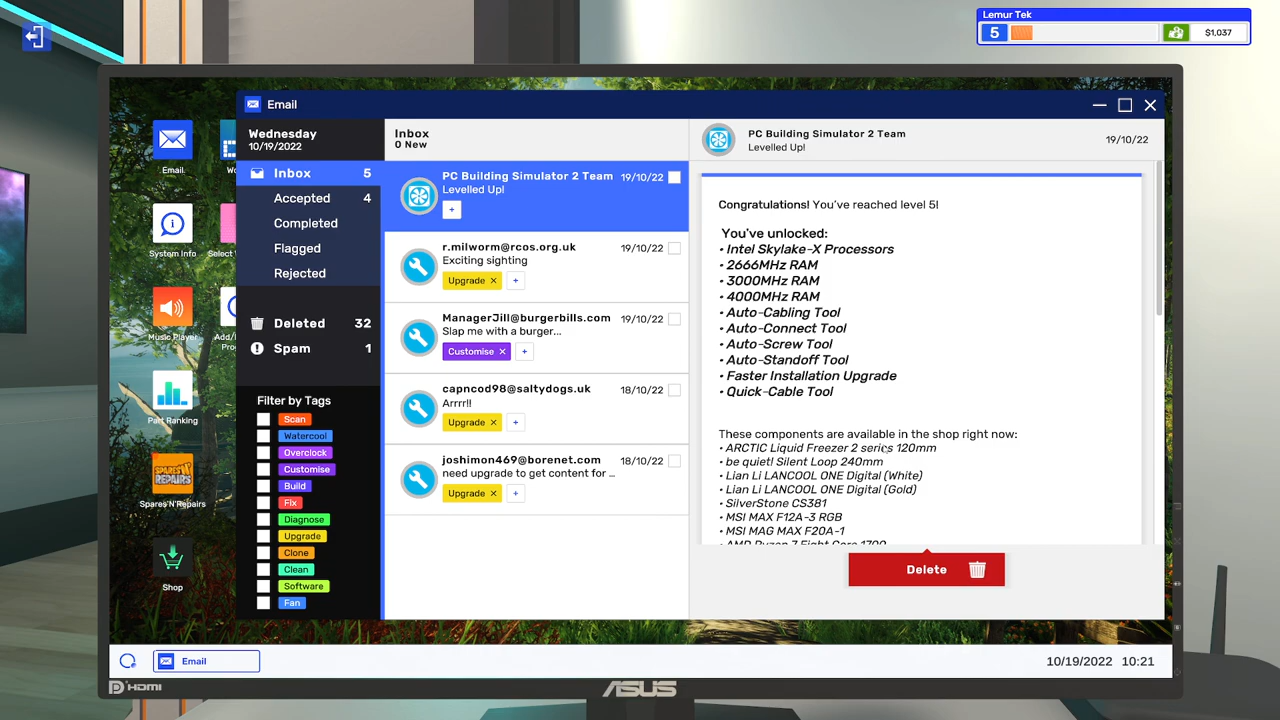 Lemur Tek
5
$1,037
Email
Wednesday
10/19/2022
Inbox 5
Accepted 4
Completed
Flagged
Rejected
Deleted 32
Spam 1
Filter by Tags
Scan
Watercool
Overclock
Customise
Build
Fix
Diagnose
Upgrade
Clone
Clean
Software
Fan
Email
System Info
Music Player
Part Ranking
SPARES'N'REPAIRS
Spares'N'Repairs
Shop
Inbox
0 New
PC Building Simulator 2 Team 19/10/22
Levelled Up!
+
r.milworm@rcos.org.uk 19/10/22
Exciting sighting
Upgrade × +
ManagerJill@burgerbills.com 19/10/22
Slap me with a burger...
Customise × +
capncod98@saltydogs.uk 18/10/22
Arrrr!!
Upgrade × +
joshimon469@borenet.com 18/10/22
need upgrade to get content for ...
Upgrade × +
PC Building Simulator 2 Team 19/10/22
Levelled Up!
Congratulations! You've reached level 5!
You've unlocked:
• Intel Skylake-X Processors
• 2666MHz RAM
• 3000MHz RAM
• 4000MHz RAM
• Auto-Cabling Tool
• Auto-Connect Tool
• Auto-Screw Tool
• Auto-Standoff Tool
• Faster Installation Upgrade
• Quick-Cable Tool
These components are available in the shop right now:
• ARCTIC Liquid Freezer 2 series 120mm
• be quiet! Silent Loop 240mm
• Lian Li LANCOOL ONE Digital (White)
• Lian Li LANCOOL ONE Digital (Gold)
• SilverStone CS381
• MSI MAX F12A-3 RGB
• MSI MAG MAX F20A-1
• AMD Ryzen 7 Eight Core 1700
Delete
Email
10/19/2022 10:21
HDMI
ASUS